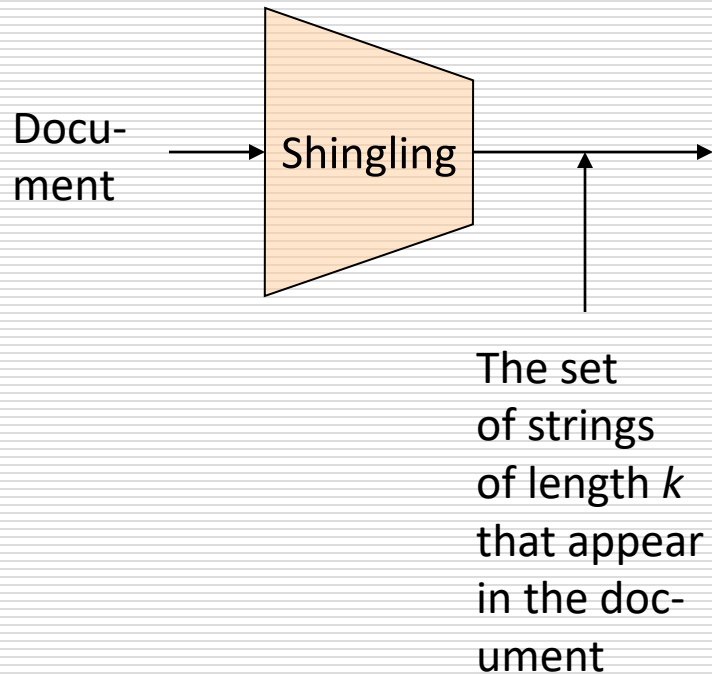 Docu-
ment
Shingling
The set
of strings
of length k
that appear
in the doc-
ument